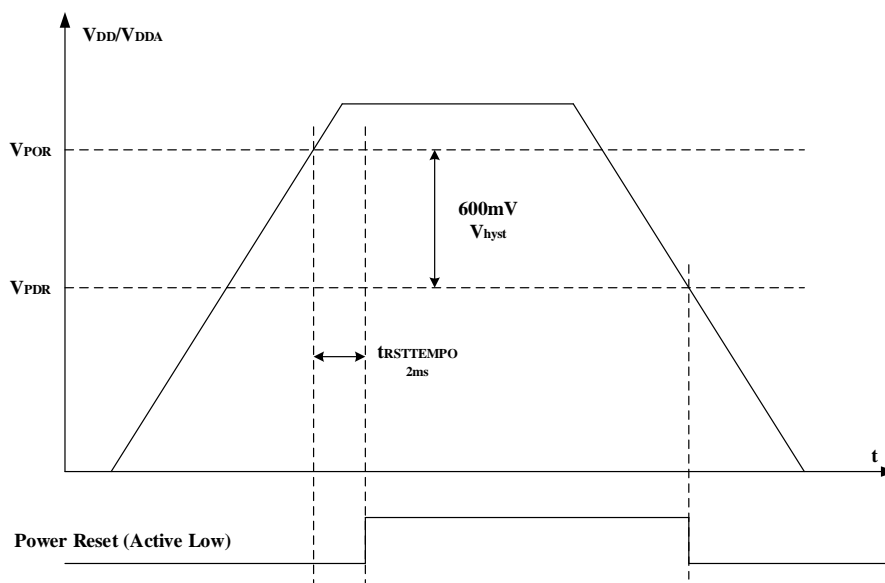 VDD/VDDA
VPOR
600mV
Vhyst
VPDR
tRSTTEMPO
2ms
t
Power Reset (Active Low)